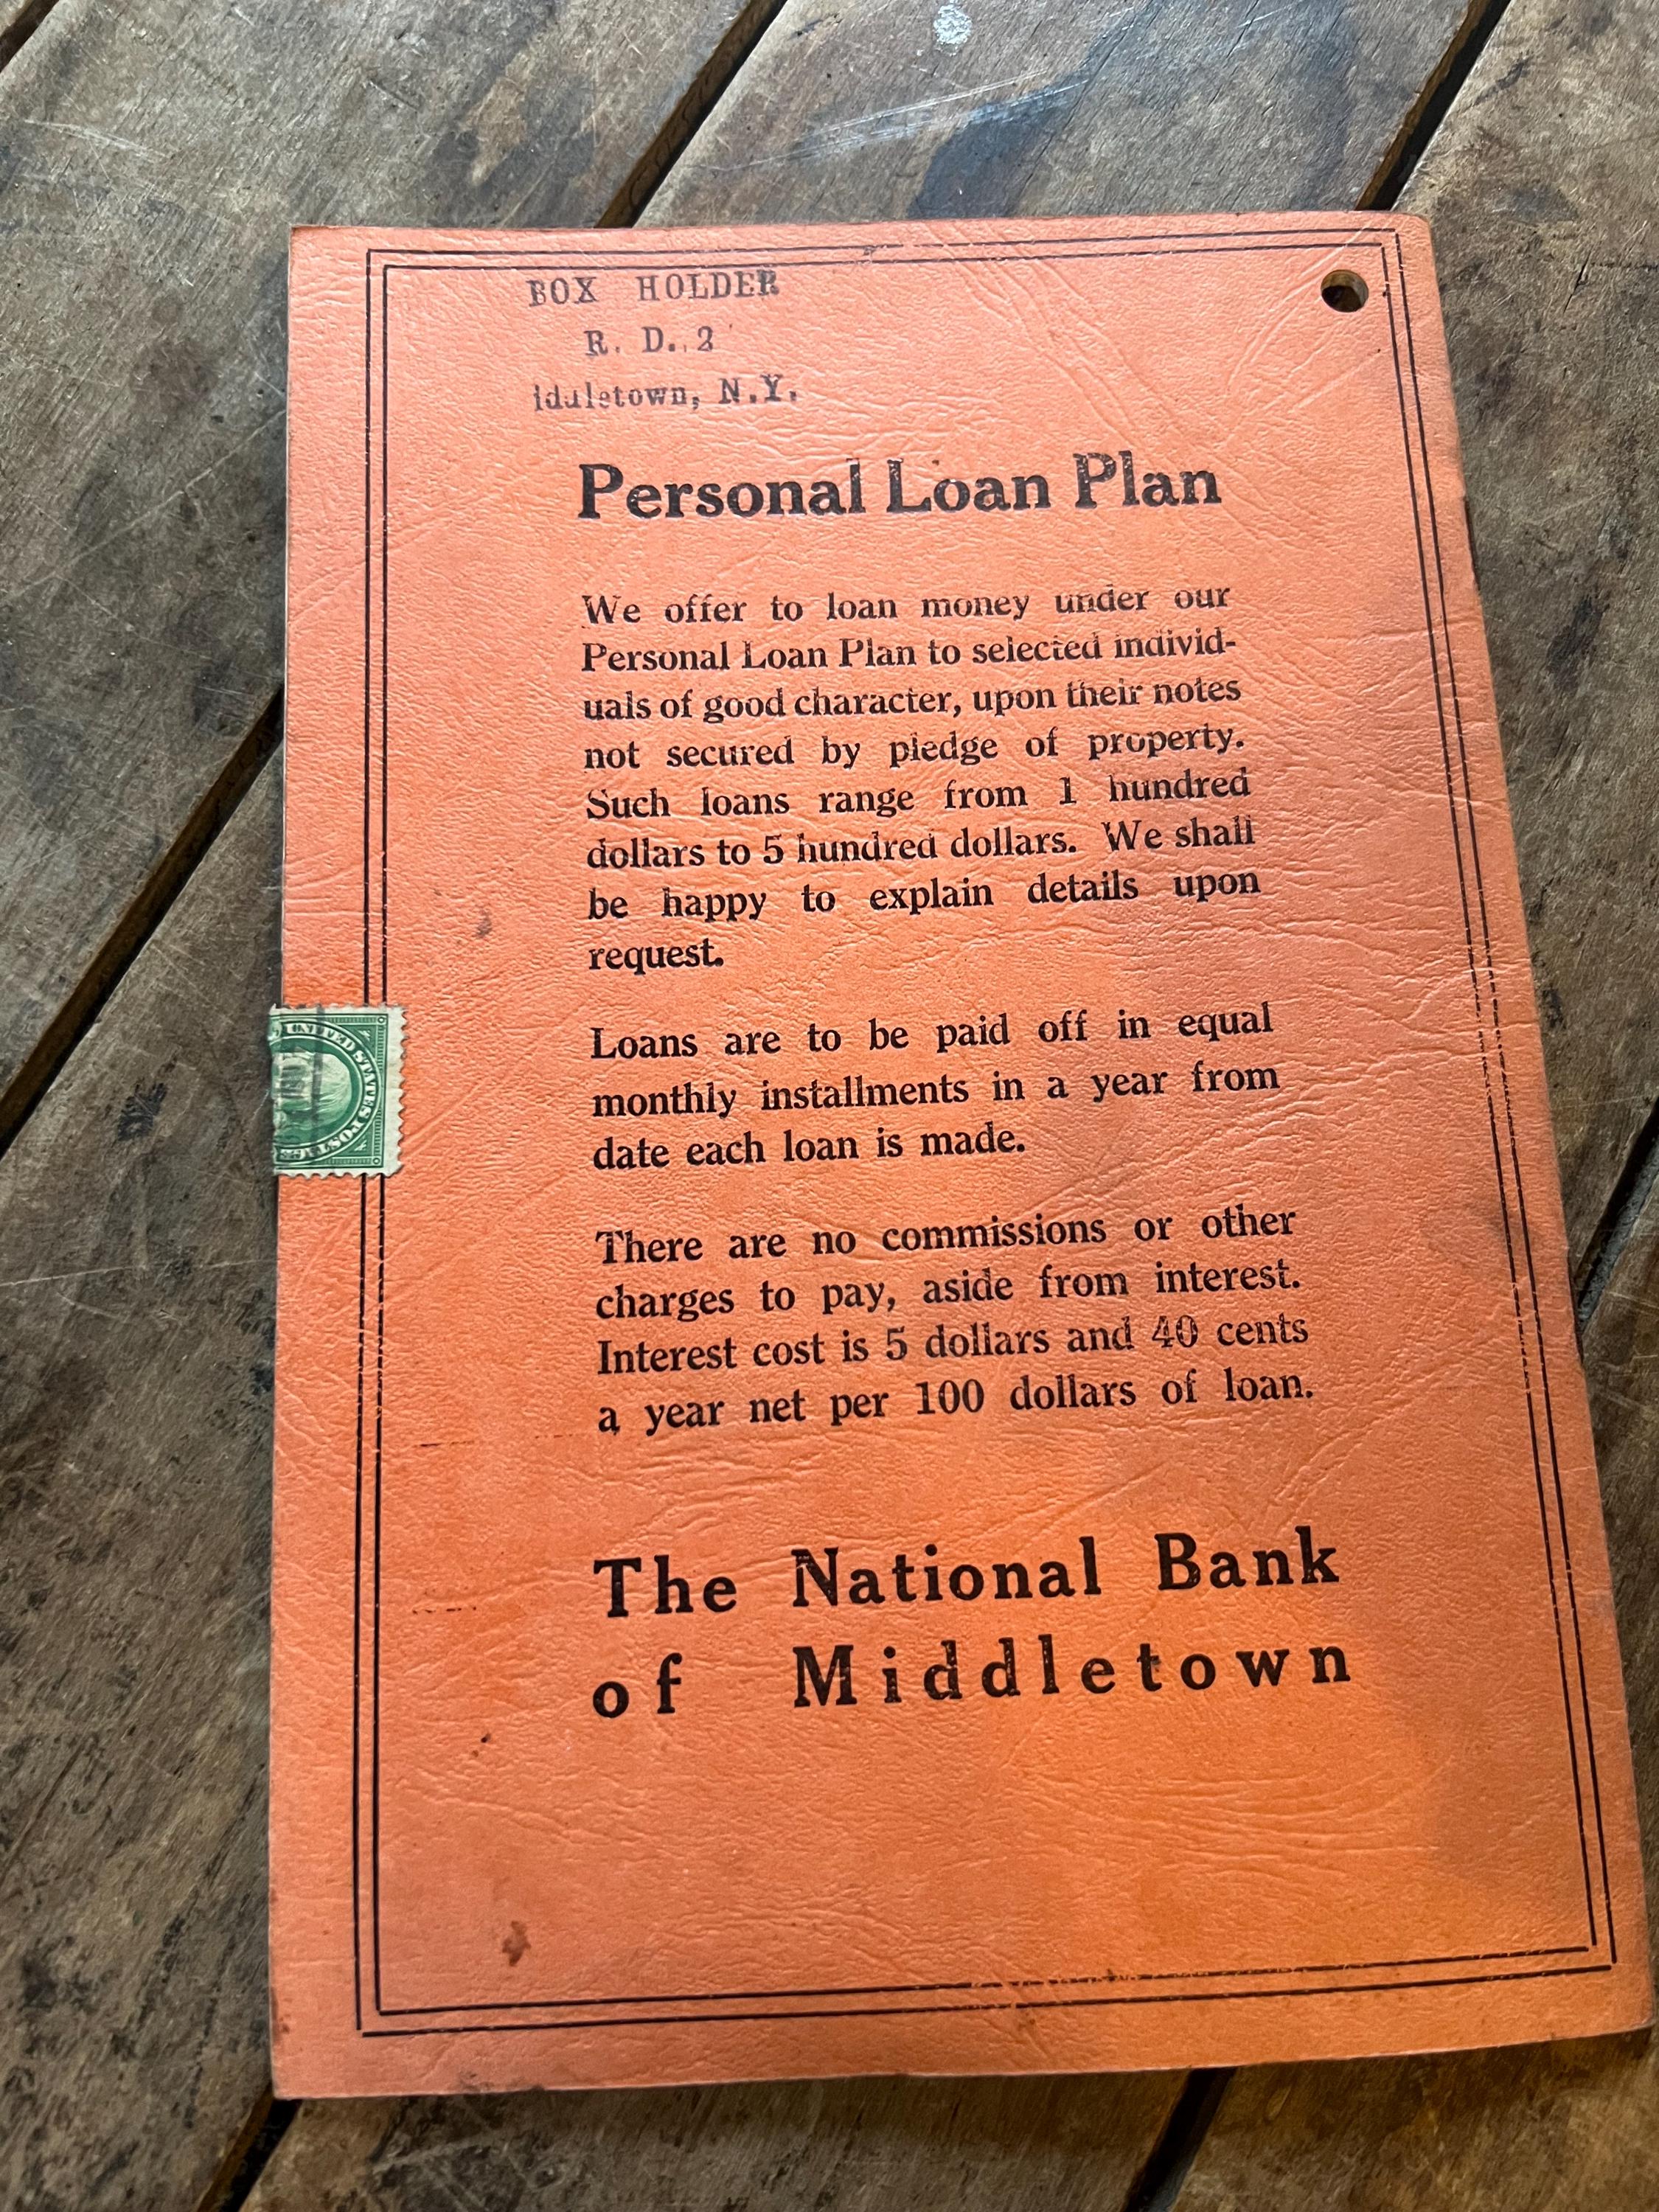 BOX HOLDER
R. D. 2
iddletown, N.Y.
Personal Loan Plan
We offer to loan money under our
Personal Loan Plan to selected individ-
uals of good character, upon their notes
not secured by pledge of property.
Such loans range from 1 hundred
dollars to 5 hundred dollars. We shall
be happy to explain details upon
request.
Loans are to be paid off in equal
monthly installments in a year from
date each loan is made.
There are no commissions or other
charges to pay, aside from interest.
Interest cost is 5 dollars and 40 cents
a year net per 100 dollars of loan.
The National Bank
of Middletown
UNITED STATES POSTA